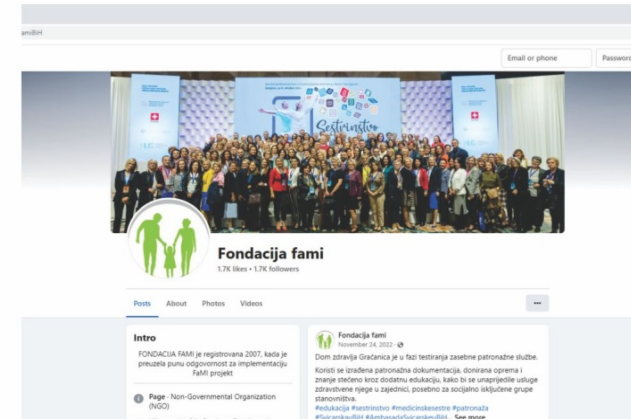 amiBiH
Email or phone
Password
Sestrinstvo
Fondacija fami
1.7K likes • 1.7K followers
Posts About Photos Videos
Intro
FONDACIJA FAMI je registrovana 2007, kada je
preuzela punu odgovornost za implementaciju
FaMI projekt
Page · Non-Governmental Organization
(NGO)
Fondacija fami
November 24, 2022 ·
Dom zdravlja Gračanica je u fazi testiranja zasebne patronažne službe.
Koristi se izrađena patronažna dokumentacija, donirana oprema i
znanje stečeno kroz dodatnu edukaciju, kako bi se unaprijedile usluge
zdravstvene njege u zajednici, posebno za socijalno isključene grupe
stanovništva.
#edukacija #sestrinstvo #medicinskesestre #patronaža
#SvicarskauBiH #AmbasadaSvicarskeuBiH… See more